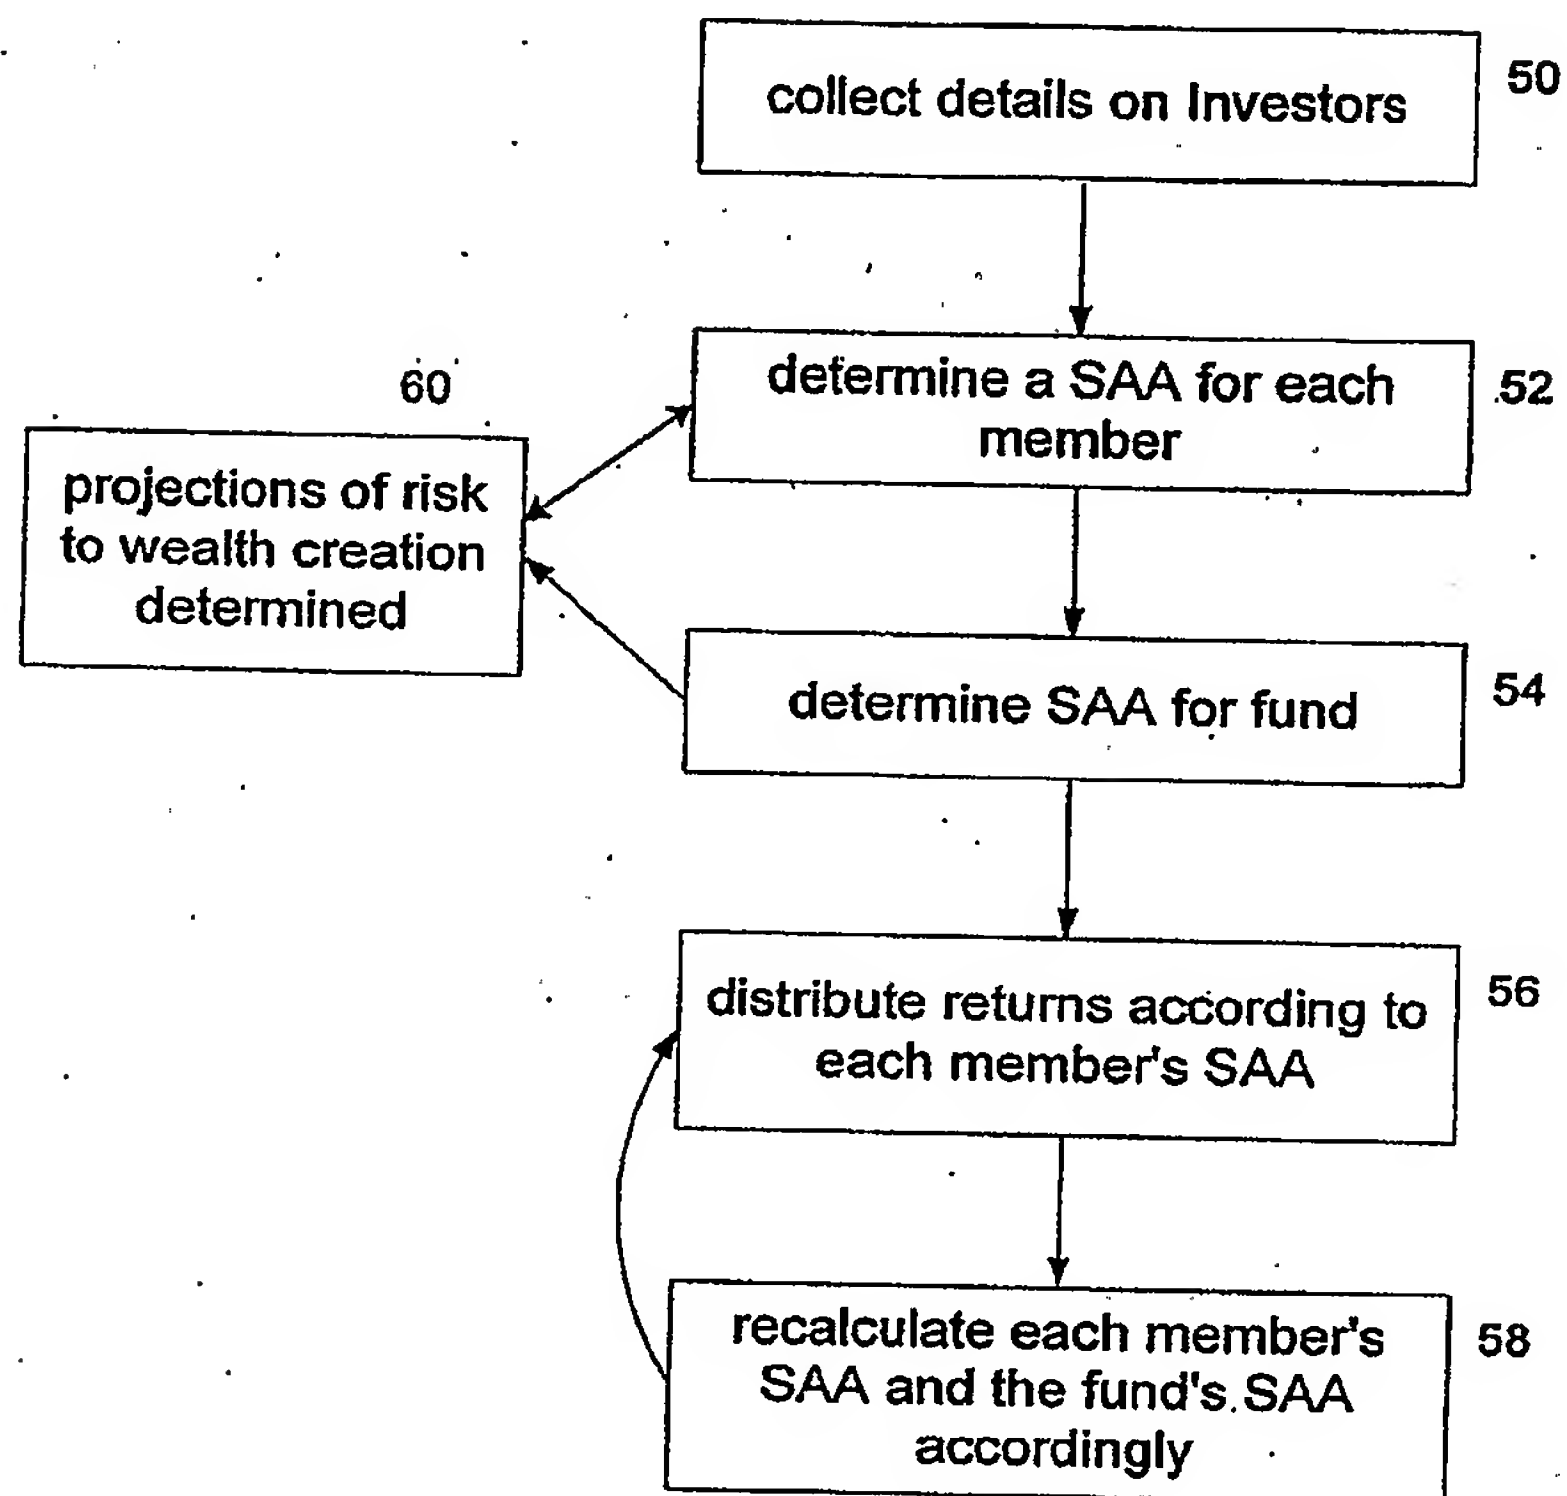 collect details on Investors
50
determine a SAA for each
member
52
60
projections of risk
to wealth creation
determined
determine SAA for fund
54
distribute returns according to
each member's SAA
56
recalculate each member's
SAA and the fund's SAA
accordingly
58